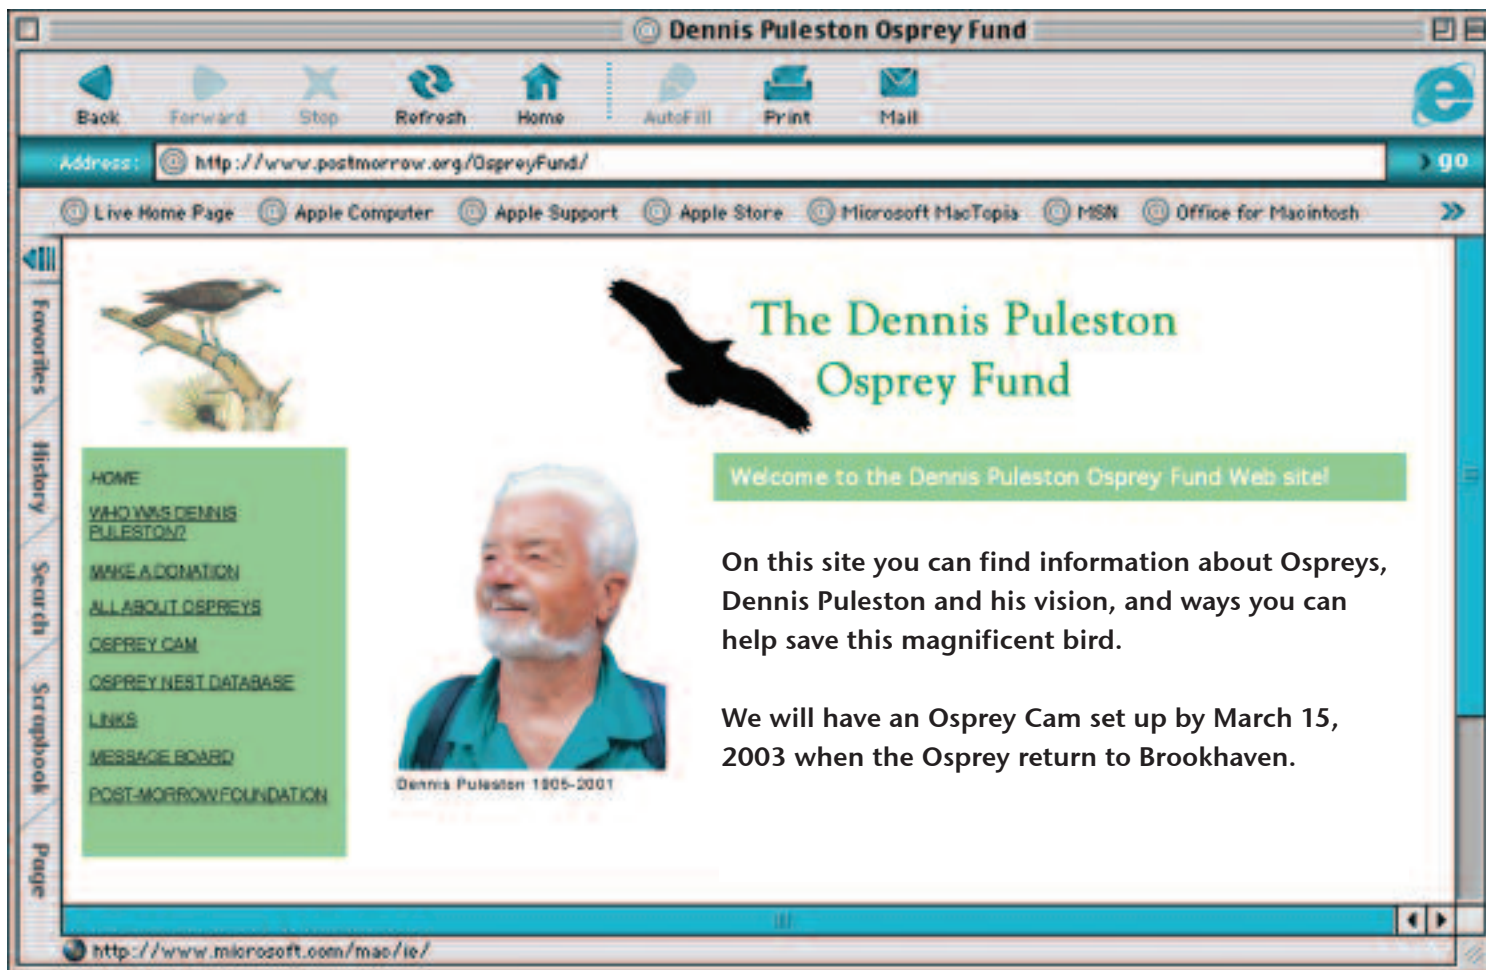 Dennis Puleston Osprey Fund
Back Forward Stop Refresh Home AutoFill Print Mail
Address: http://www.postmorrow.org/OspreyFund/ go
Live Home Page Apple Computer Apple Support Apple Store Microsoft MacTopia MSN Office for Macintosh
Favorites
History
Search
Scrapbook
Page
The Dennis Puleston
Osprey Fund
HOME
WHO WAS DENNIS
PULESTON?
MAKE A DONATION
ALL ABOUT OSPREYS
OSPREY CAM
OSPREY NEST DATABASE
LINKS
MESSAGE BOARD
POST-MORROW FOUNDATION
Dennis Puleston 1905-2001
Welcome to the Dennis Puleston Osprey Fund Web site!
On this site you can find information about Ospreys,
Dennis Puleston and his vision, and ways you can
help save this magnificent bird.
We will have an Osprey Cam set up by March 15,
2003 when the Osprey return to Brookhaven.
http://www.microsoft.com/mac/ie/